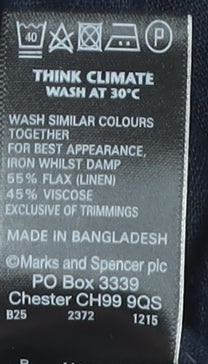 40 P
THINK CLIMATE
WASH AT 30°C
WASH SIMILAR COLOURS
TOGETHER
FOR BEST APPEARANCE,
IRON WHILST DAMP
55% FLAX (LINEN)
45% VISCOSE
EXCLUSIVE OF TRIMMINGS
MADE IN BANGLADESH
©Marks and Spencer plc
PO Box 3339
Chester CH99 9QS
B25 2372 1215